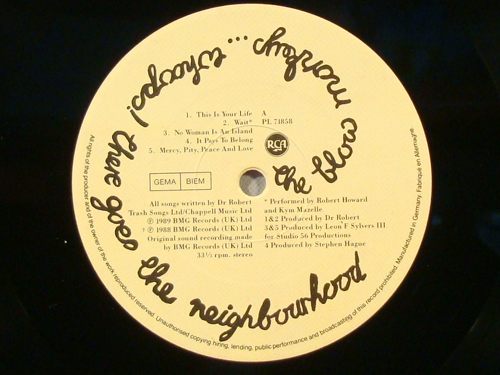 the blow monkeys
whoops! there goes the neighbourhood
1. This Is Your Life A
2. Wait* PL 74858
3. No Woman Is An Island
4. It Pays To Belong
5. Mercy, Pity, Peace And Love
RCA
GEMA BIEM
All songs written by Dr Robert
Trash Songs Ltd/Chappell Music Ltd
℗ 1989 BMG Records (UK) Ltd
* ℗ 1988 BMG Records (UK) Ltd
Original sound recording made
by BMG Records (UK) Ltd
33⅓ rpm. stereo
* Performed by Robert Howard
and Kym Mazelle
1&2 Produced by Dr Robert
3&5 Produced by Leon F Sylvers III
for Studio 56 Productions
4 Produced by Stephen Hague
All rights of the producer and of the owner of the work reproduced reserved. Unauthorised copying hiring, lending, public performance and broadcasting of this record prohibited. Manufactured in Germany. Fabriqué en Allemagne.